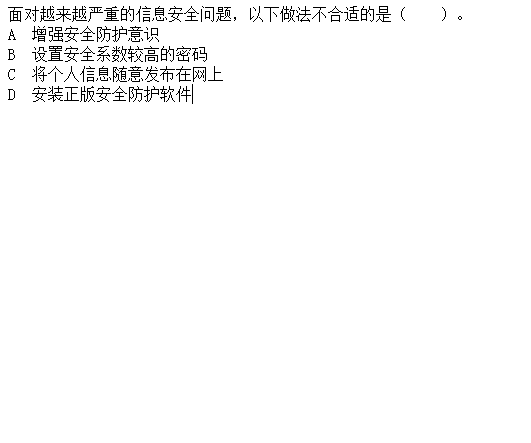 面对越来越严重的信息安全问题，以下做法不合适的是（　　）。
A　增强安全防护意识
B　设置安全系数较高的密码
C　将个人信息随意发布在网上
D　安装正版安全防护软件